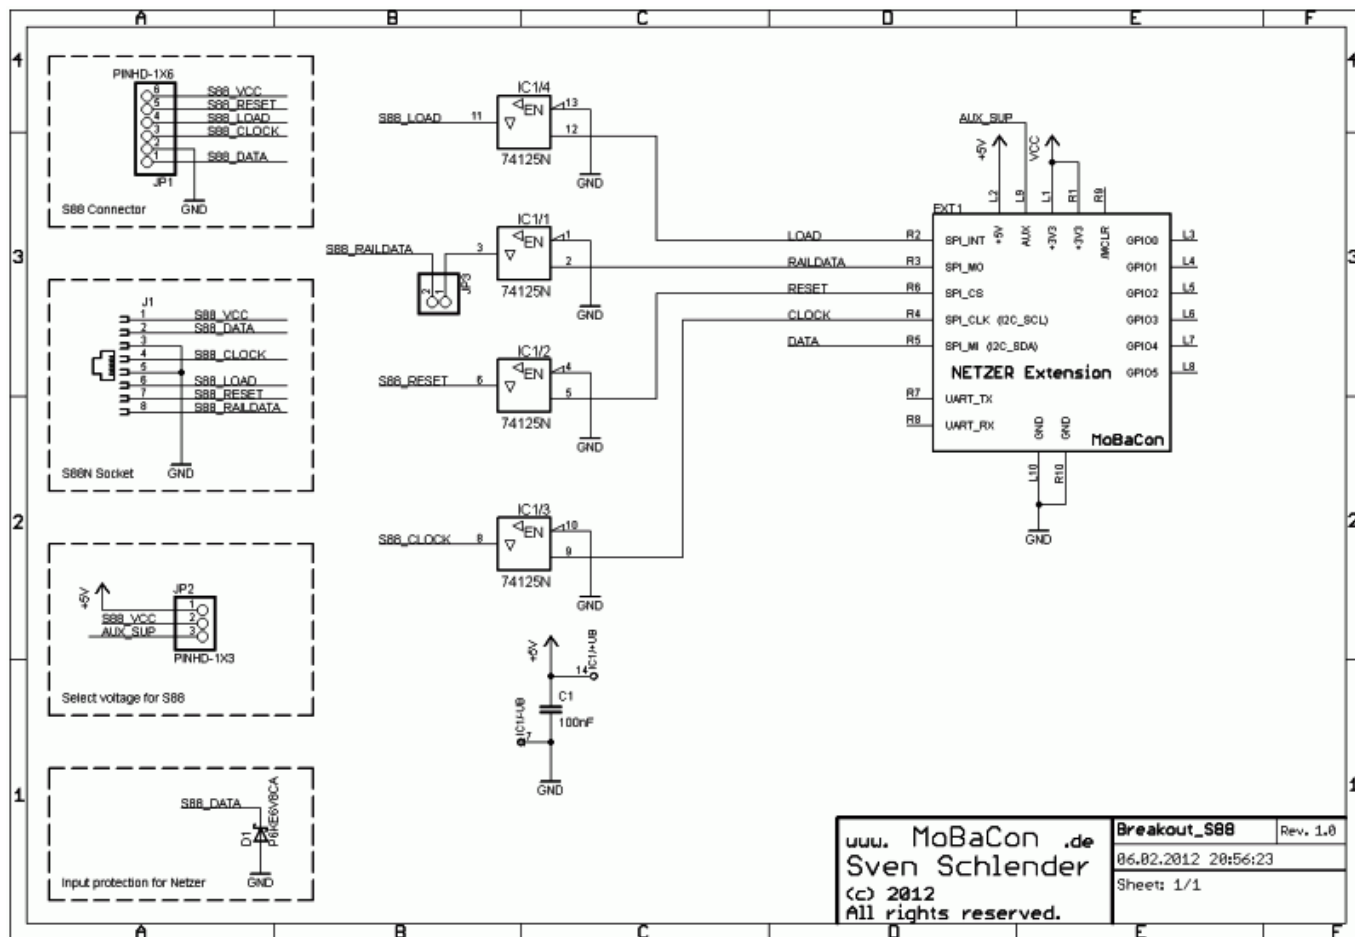 A B C D E F
4 4
PINHD-1X6
6 S88_VCC
5 S88_RESET
4 S88_LOAD
3 S88_CLOCK
2
1 S88_DATA
JP1
S88 Connector GND
3 3
J1
1 S88_VCC
2 S88_DATA
3
4 S88_CLOCK
5
6 S88_LOAD
7 S88_RESET
8 S88_RAILDATA
S88N Socket GND
2 2
JP2
+5V 1
S88_VCC 2
AUX_SUP 3
PINHD-1X3
Select voltage for S88
1 1
S88_DATA
D1 P6KE6V8CA
Input protection for Netzer GND
IC1/4
S88_LOAD 11 EN 13
12
74125N
GND
IC1/1
S88_RAILDATA 3 EN 1
2
74125N
2 1 JP3
GND
IC1/2
S88_RESET 6 EN 4
5
74125N
GND
IC1/3
S88_CLOCK 8 EN 10
9
74125N
GND
+5V 14 IC1/+UB
C1
100nF
IC1/-UB 7
GND
AUX_SUP
+5V VCC
L2 L9 L1 R1 R9
EXT1
+5V AUX +3V3 +3V3 /MCLR
LOAD R2 SPI_INT GPIO0 L3
RAILDATA R3 SPI_MO GPIO1 L4
RESET R6 SPI_CS GPIO2 L5
CLOCK R4 SPI_CLK (I2C_SCL) GPIO3 L6
DATA R5 SPI_MI (I2C_SDA) GPIO4 L7
NETZER Extension GPIO5 L8
R7 UART_TX
R8 UART_RX
GND GND
MoBaCon
L10 R10
GND
www. MoBaCon .de
Sven Schlender
(c) 2012
All rights reserved.
Breakout_S88 Rev. 1.0
06.02.2012 20:56:23
Sheet: 1/1
A B C D E F